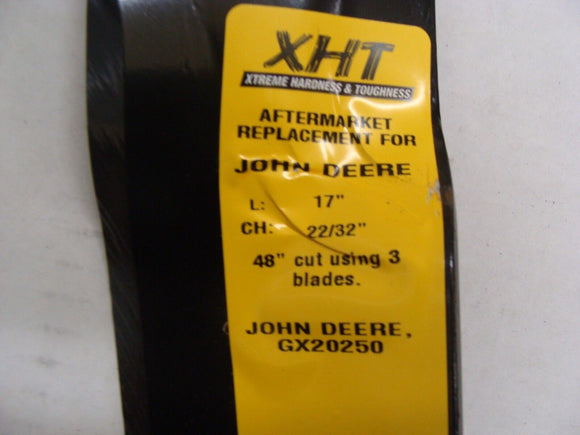 XHT
XTREME HARDNESS & TOUGHNESS
AFTERMARKET
REPLACEMENT FOR
JOHN DEERE
L: 17"
CH: 22/32"
48" cut using 3
blades.
JOHN DEERE,
GX20250